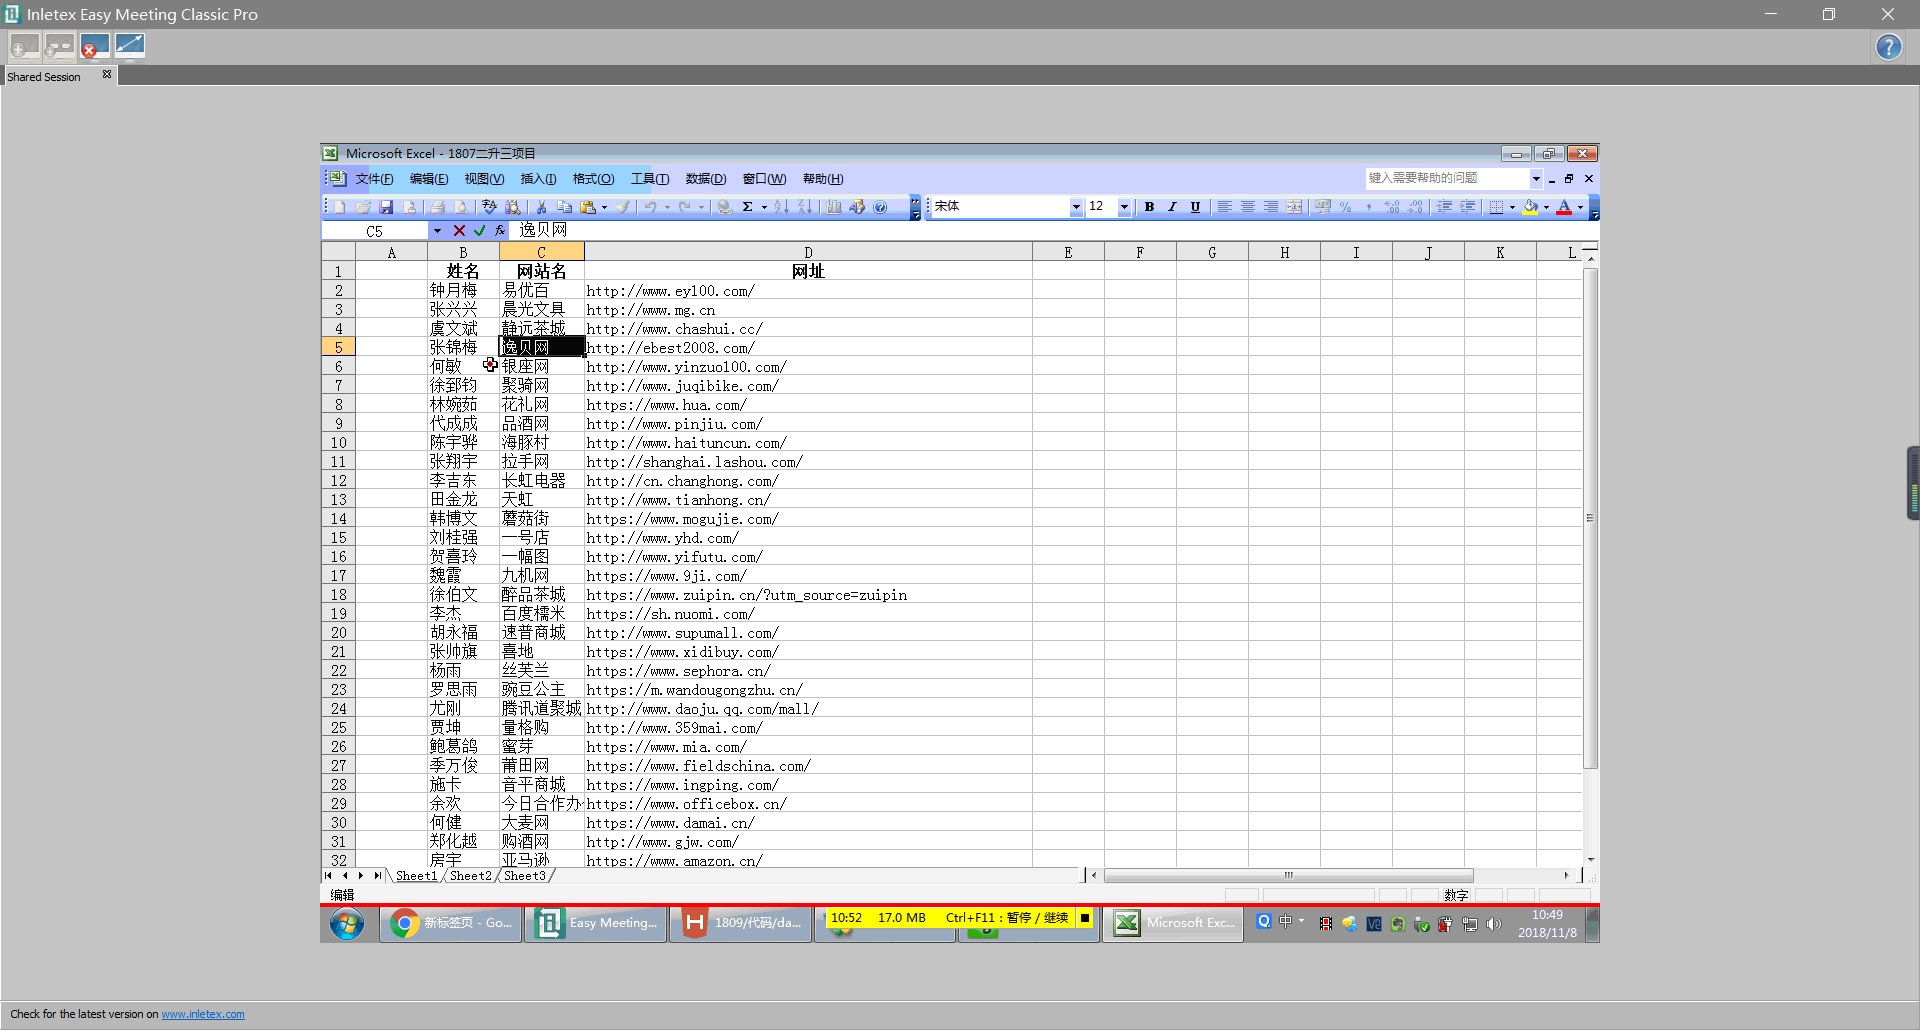 Inletex Easy Meeting Classic Pro
Shared Session
Microsoft Excel - 1807二升三项目
文件(F) 编辑(E) 视图(V) 插入(I) 格式(O) 工具(T) 数据(D) 窗口(W) 帮助(H) 键入需要帮助的问题
宋体 12 B I U
C5 fx 逸贝网
A B C D E F G H I J K L
1 姓名 网站名 网址
2 钟月梅 易优百 http://www.ey100.com/
3 张兴兴 晨光文具 http://www.mg.cn
4 虞文斌 静远茶城 http://www.chashui.cc/
5 张锦梅 逸贝网 http://ebest2008.com/
6 何敏 银座网 http://www.yinzuo100.com/
7 徐郅钧 聚骑网 http://www.juqibike.com/
8 林婉茹 花礼网 https://www.hua.com/
9 代成成 品酒网 http://www.pinjiu.com/
10 陈宇骅 海豚村 http://www.haituncun.com/
11 张翔宇 拉手网 http://shanghai.lashou.com/
12 李吉东 长虹电器 http://cn.changhong.com/
13 田金龙 天虹 http://www.tianhong.cn/
14 韩博文 蘑菇街 https://www.mogujie.com/
15 刘桂强 一号店 http://www.yhd.com/
16 贺喜玲 一幅图 http://www.yifutu.com/
17 魏霞 九机网 https://www.9ji.com/
18 徐伯文 醉品茶城 https://www.zuipin.cn/?utm_source=zuipin
19 李杰 百度糯米 https://sh.nuomi.com/
20 胡永福 速普商城 http://www.supumall.com/
21 张帅旗 喜地 https://www.xidibuy.com/
22 杨雨 丝芙兰 https://www.sephora.cn/
23 罗思雨 豌豆公主 https://m.wandougongzhu.cn/
24 尤刚 腾讯道聚城 http://www.daoju.qq.com/mall/
25 贾坤 量格购 http://www.359mai.com/
26 鲍葛鸽 蜜芽 https://www.mia.com/
27 季万俊 莆田网 https://www.fieldschina.com/
28 施卡 音平商城 https://www.ingping.com/
29 余欢 今日合作办 https://www.officebox.cn/
30 何健 大麦网 https://www.damai.cn/
31 郑化越 购酒网 http://www.gjw.com/
32 房宇 亚马逊 https://www.amazon.cn/
Sheet1 Sheet2 Sheet3
编辑 数字
新标签页 - Go... Easy Meeting... 1809/代码/da... 10:52 17.0 MB Ctrl+F11 : 暂停 / 继续 Microsoft Exc... 中 10:49
2018/11/8
Check for the latest version on www.inletex.com